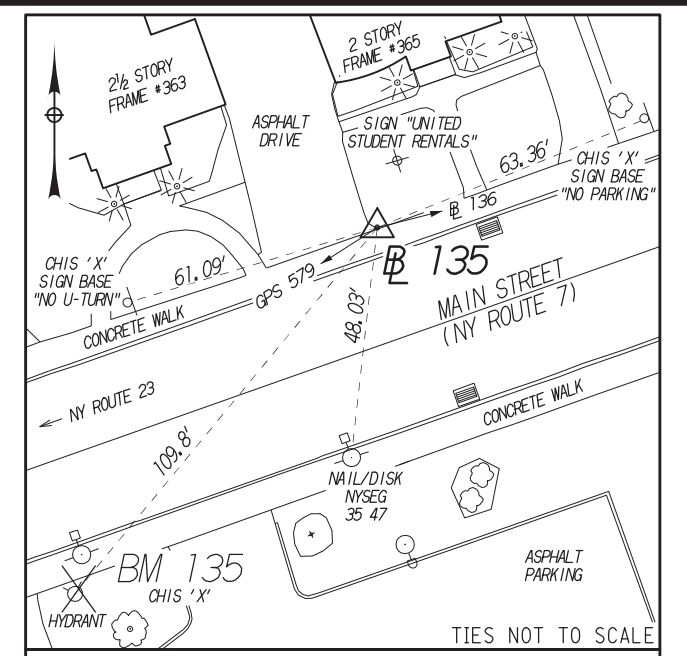 2½ STORY
FRAME #363
2 STORY
FRAME #365
ASPHALT
DRIVE
SIGN "UNITED
STUDENT RENTALS"
63.36'
CHIS 'X'
SIGN BASE
"NO PARKING"
BL 136
CHIS 'X'
SIGN BASE
"NO U-TURN"
61.09'
GPS 579
BL 135
48.03'
MAIN STREET
(NY ROUTE 7)
CONCRETE WALK
NY ROUTE 23
109.8'
CONCRETE WALK
NAIL/DISK
NYSEG
35 47
BM 135
CHIS 'X'
HYDRANT
ASPHALT
PARKING
TIES NOT TO SCALE